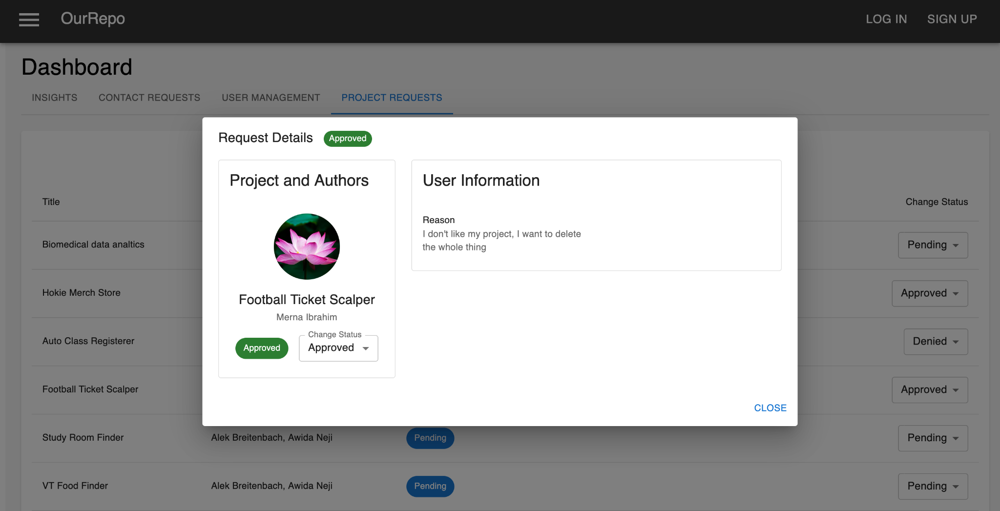 OurRepo
LOG IN SIGN UP
Dashboard
INSIGHTS CONTACT REQUESTS USER MANAGEMENT PROJECT REQUESTS
Request Details Approved
Project and Authors
Football Ticket Scalper
Merna Ibrahim
Approved
Change Status
Approved
User Information
Reason
I don't like my project, I want to delete
the whole thing
CLOSE
Title Change Status
Biomedical data analtics Pending
Hokie Merch Store Approved
Auto Class Registerer Denied
Football Ticket Scalper Approved
Study Room Finder Alek Breitenbach, Awida Neji Pending Pending
VT Food Finder Alek Breitenbach, Awida Neji Pending Pending